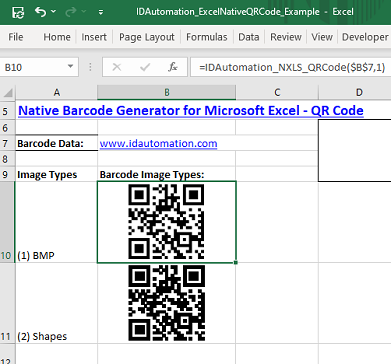 IDAutomation_ExcelNativeQRCode_Example - Excel
File Home Insert Page Layout Formulas Data Review View Developer
B10 =IDAutomation_NXLS_QRCode($B$7,1)
A B C D
5 Native Barcode Generator for Microsoft Excel - QR Code
6
7 Barcode Data: www.idautomation.com
8
9 Image Types Barcode Image Types:
10 (1) BMP
11 (2) Shapes
12